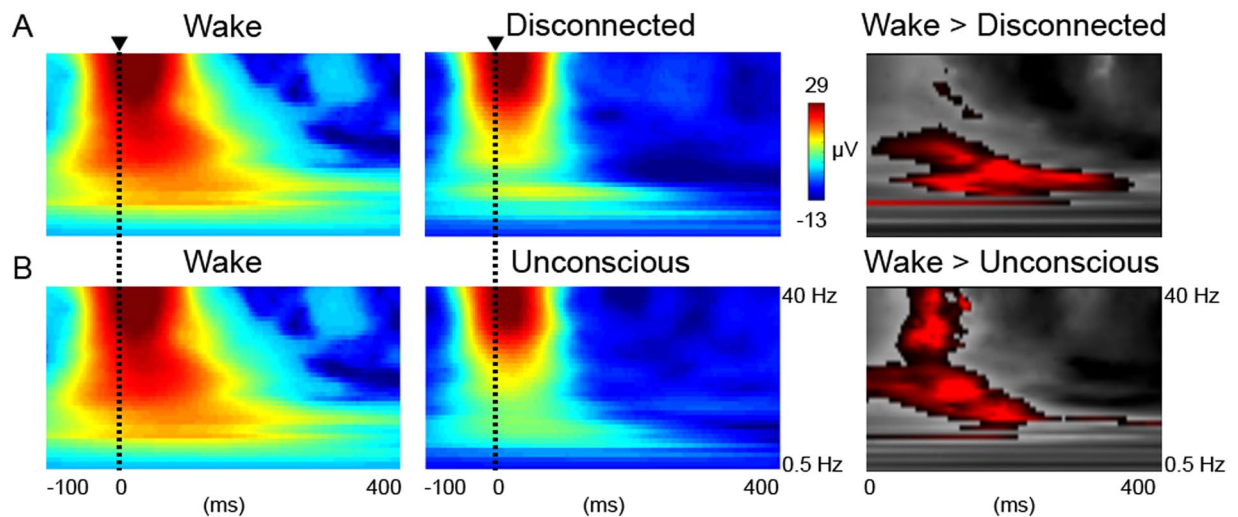 A
Wake
Disconnected
Wake > Disconnected
29
µV
-13
B
Wake
Unconscious
Wake > Unconscious
40 Hz
40 Hz
0.5 Hz
0.5 Hz
-100 0 400
(ms)
-100 0 400
(ms)
0 400
(ms)